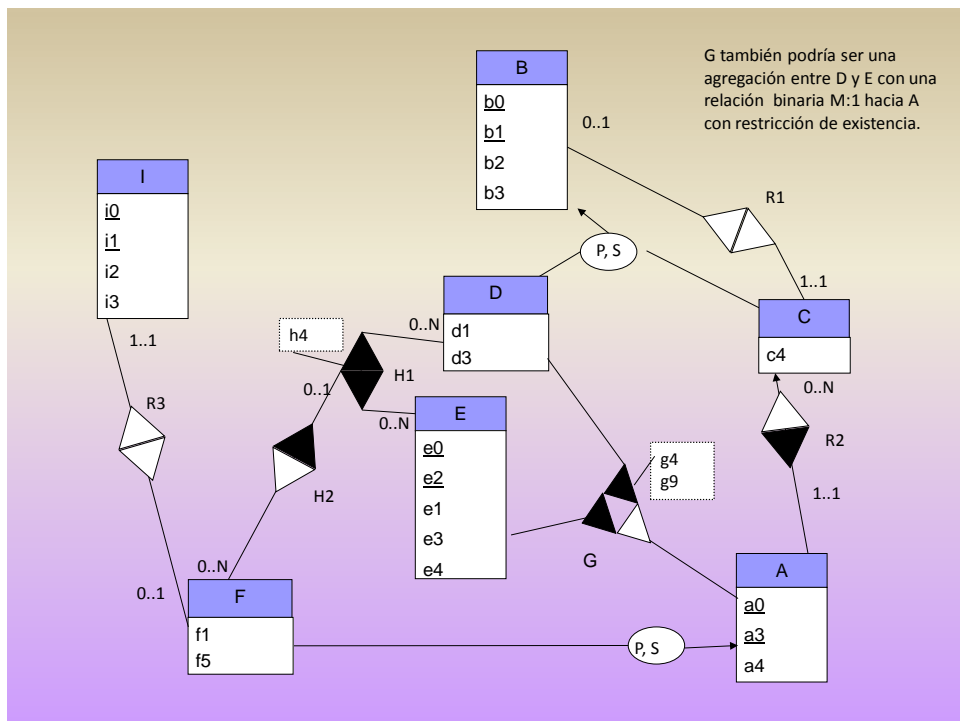 G también podría ser una
agregación entre D y E con una
relación binaria M:1 hacia A
con restricción de existencia.
B
b0
b1
b2
b3
0..1
R1
1..1
I
i0
i1
i2
i3
1..1
P, S
D
d1
d3
C
c4
0..N
h4
0..N
H1
0..1
0..N
R3
R2
E
e0
e2
e1
e3
e4
g4
g9
1..1
H2
G
0..N
0..1
F
f1
f5
P, S
A
a0
a3
a4